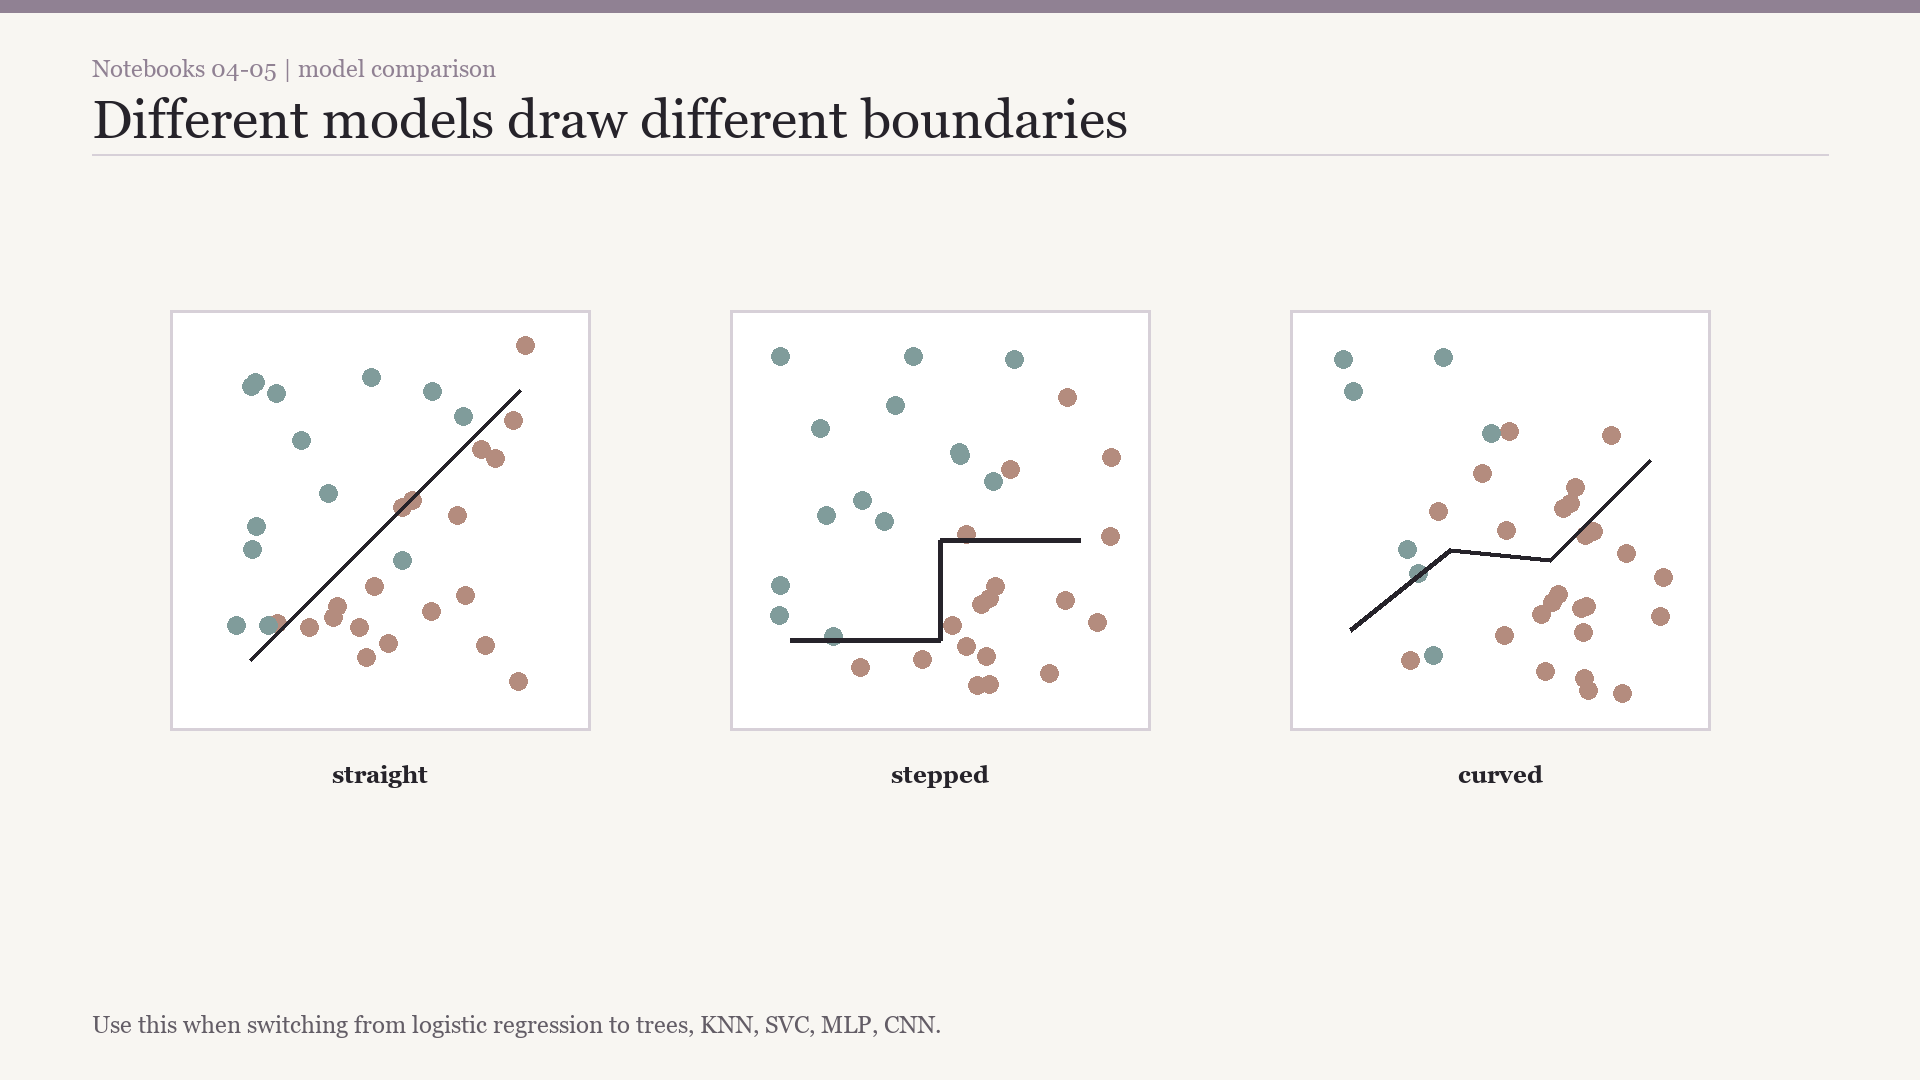 Notebooks 04-05 | model comparison
Different models draw different boundaries
straight
stepped
curved
Use this when switching from logistic regression to trees, KNN, SVC, MLP, CNN.